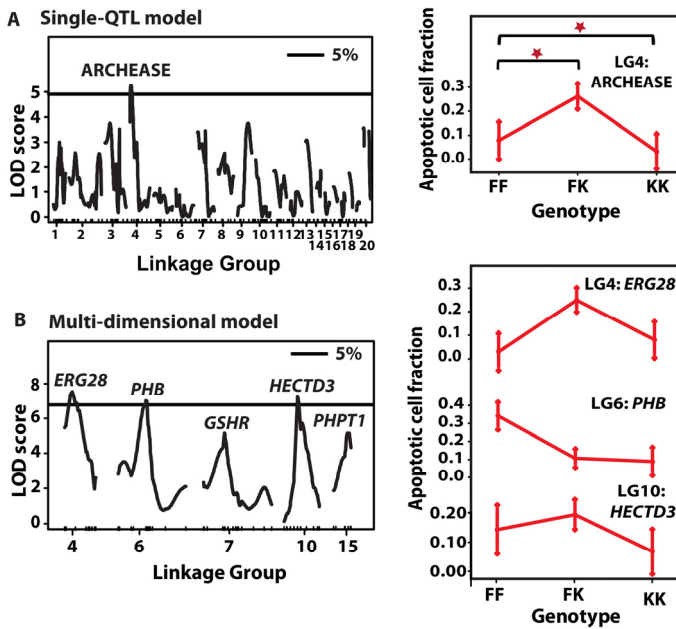 A Single-QTL model
5%
ARCHEASE
LOD score
5
4
3
2
1
0
1 2 3 4 5 6 7 8 9 10 11 12 13 14 15 16 17 18 19 20
Linkage Group
Apoptotic cell fraction
0.3
0.2
0.1
0.0
LG4:
ARCHEASE
FF FK KK
Genotype
B Multi-dimensional model
5%
ERG28
PHB
GSHR
HECTD3
PHPT1
LOD score
8
6
4
2
0
4 6 7 10 15
Linkage Group
Apoptotic cell fraction
0.3
0.2
0.1
0.0
LG4: ERG28
0.4
0.3
0.2
0.1
0.0
LG6: PHB
0.20
0.10
0.00
LG10:
HECTD3
FF FK KK
Genotype